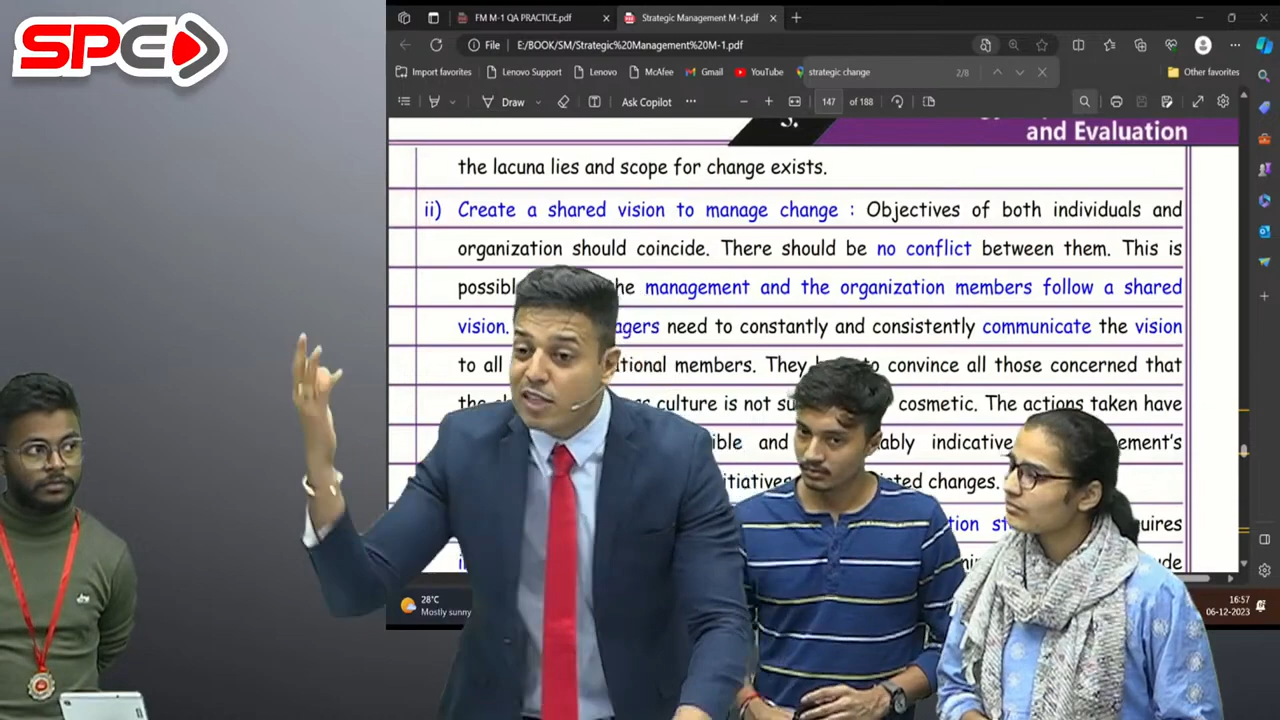 SPED
FM M-1 QA PRACTICE.pdf
Strategic Management M-1.pdf
File
E:/BOOK/SM/Strategic%20Management%20M-1.pdf
Import favorites
Lenovo Support
Lenovo
McAfee
Gmail
YouTube
strategic change
2/8
Other favorites
Draw
Ask Copilot
147 of 188
and Evaluation
the lacuna lies and scope for change exists.
ii) Create a shared vision to manage change : Objectives of both individuals and
organization should coincide. There should be no conflict between them. This is
management and the organization members follow a shared
vision. need to constantly and consistently communicate the vision
to all members. They to convince all those concerned that
culture is not cosmetic. The actions taken have
and indicative
changes.
28°C
Mostly sunny
16:57
06-12-2023